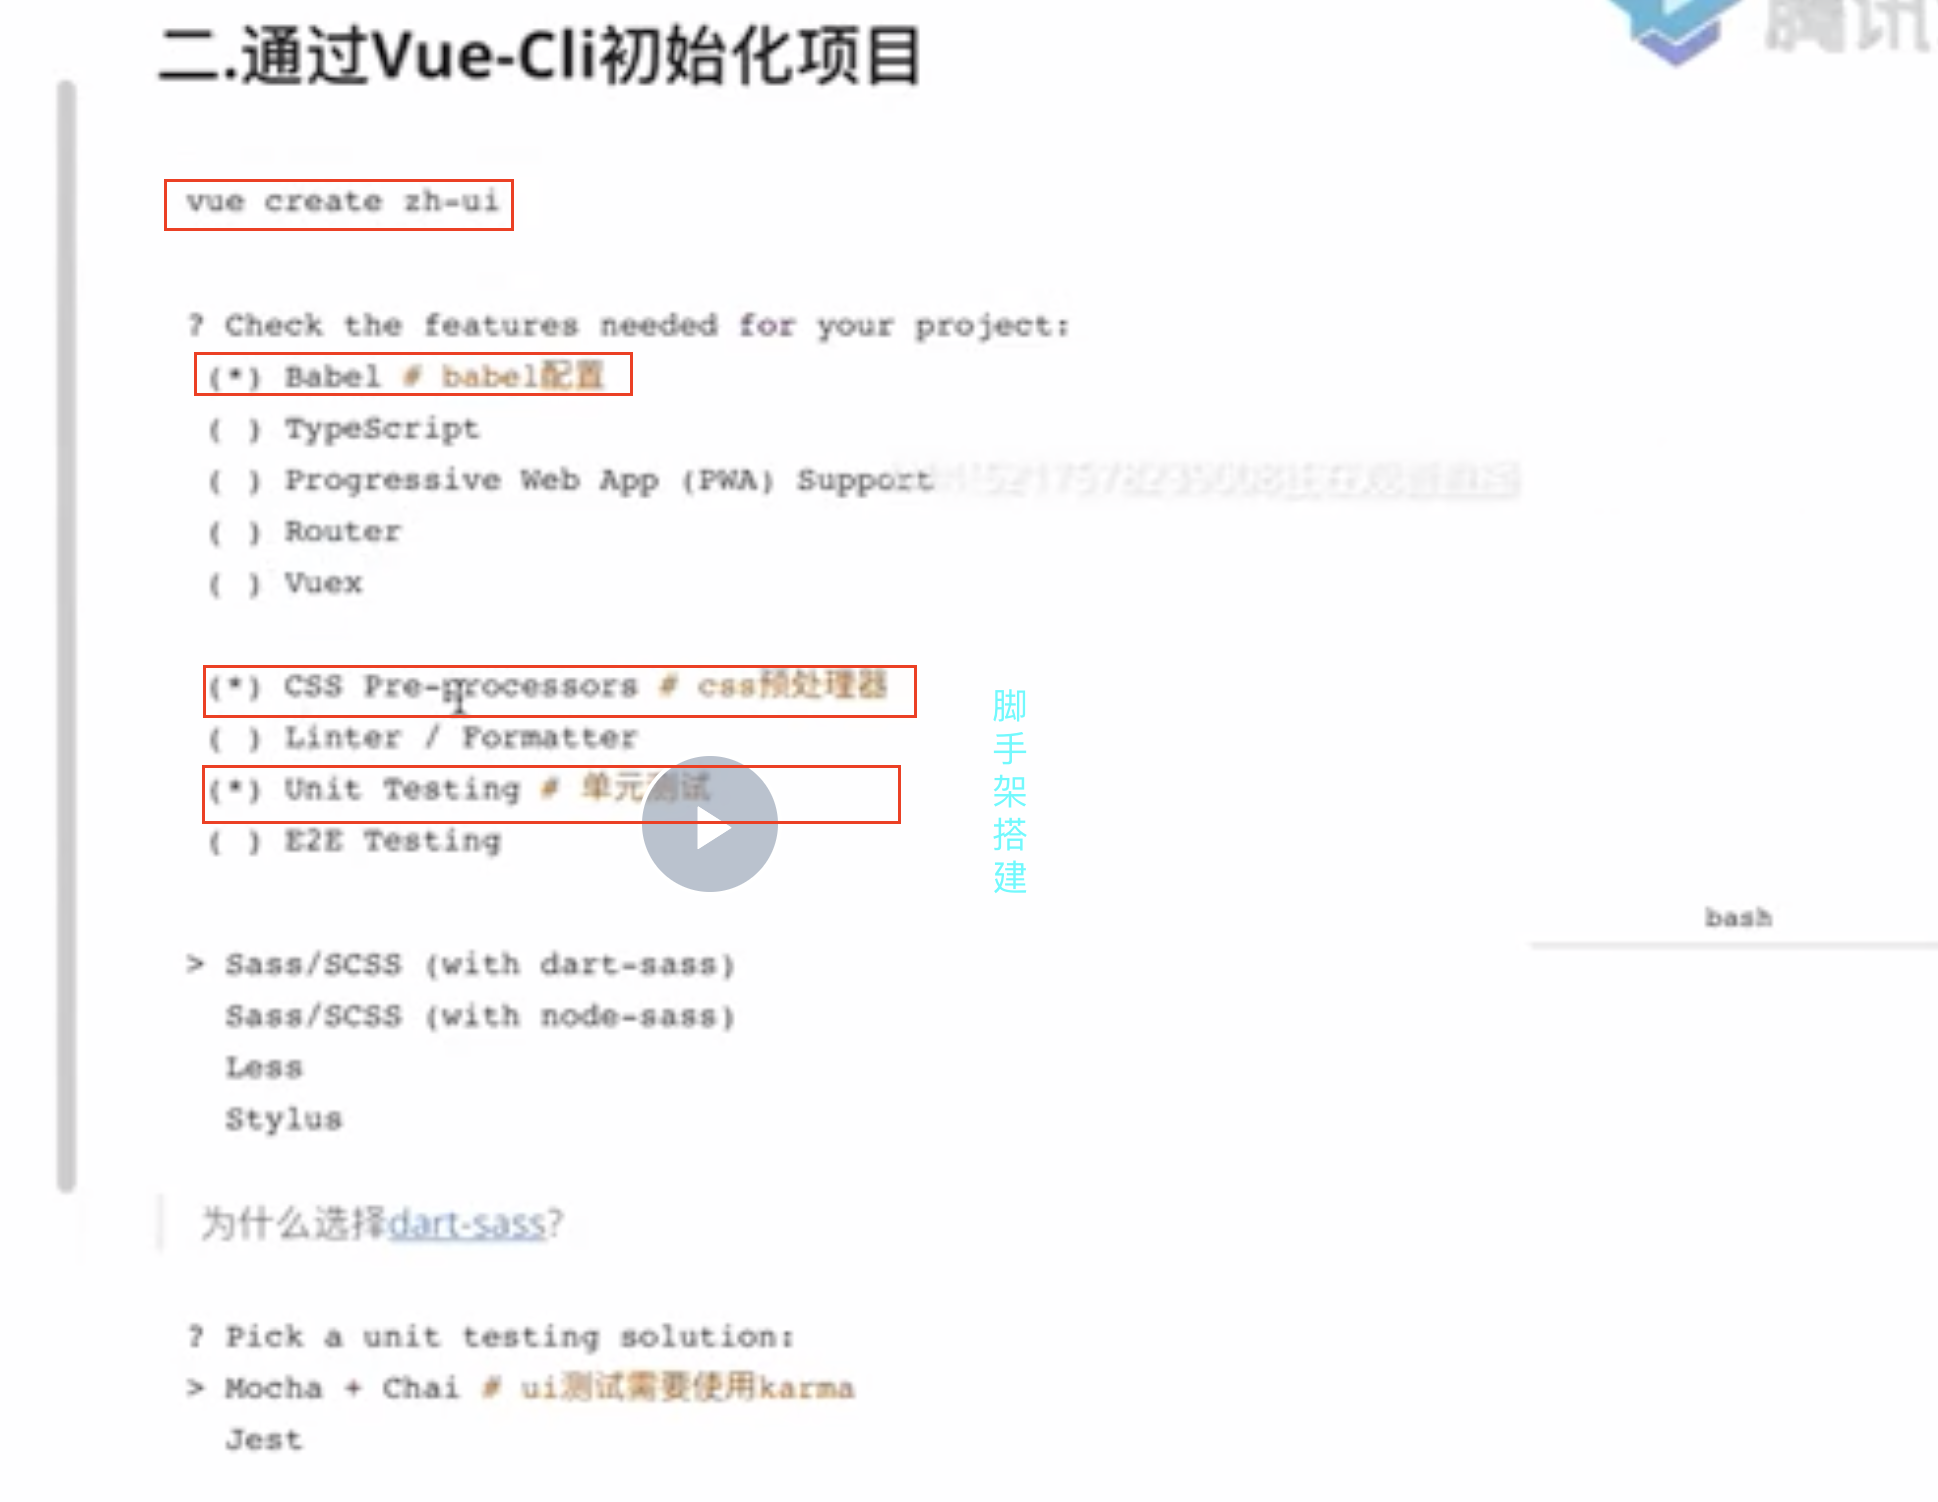 二.通过Vue-Cli初始化项目
腾讯
vue create zh-ui
? Check the features needed for your project:
(*) Babel # babel配置
( ) TypeScript
( ) Progressive Web App (PWA) Support
( ) Router
( ) Vuex
(*) CSS Pre-processors # css预处理器
( ) Linter / Formatter
(*) Unit Testing # 单元测试
( ) E2E Testing
脚手架搭建
bash
> Sass/SCSS (with dart-sass)
Sass/SCSS (with node-sass)
Less
Stylus
为什么选择dart-sass?
? Pick a unit testing solution:
> Mocha + Chai # ui测试需要使用karma
Jest